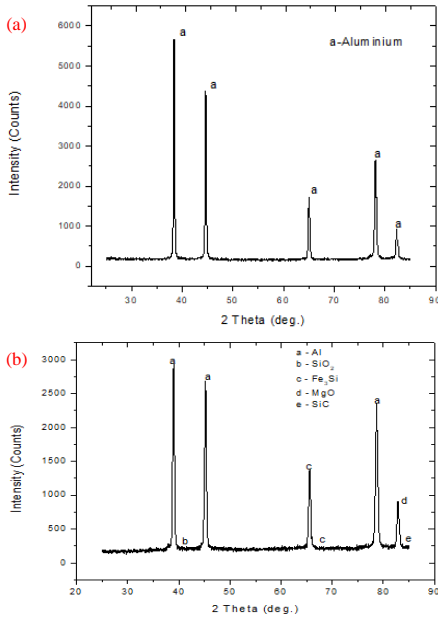 (a)
a
a
a
a
a
a-Aluminium
6000
5000
4000
3000
2000
1000
0
Intensity (Counts)
30 40 50 60 70 80 90
2 Theta (deg.)
(b)
a
a
a
a - Al
b - SiO₂
c - Fe₃Si
d - MgO
e - SiC
c
d
b
c
e
3000
2500
2000
1500
1000
500
0
Intensity (Counts)
20 30 40 50 60 70 80 90
2 Theta (deg.)